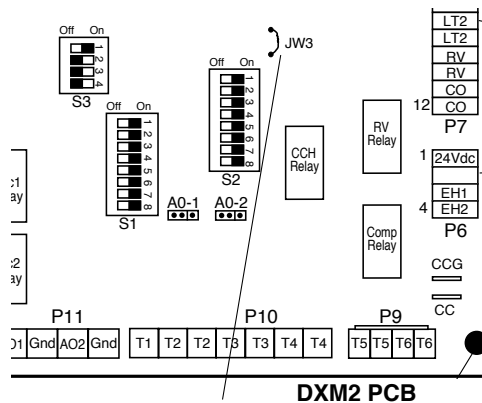 Off On
1
2
3
4
S3
JW3
Off On
1
2
3
4
5
6
7
8
S1
Off On
1
2
3
4
5
6
7
8
S2
A0-1
A0-2
CCH
Relay
RV
Relay
Comp
Relay
LT2
LT2
RV
RV
CO
12 CO
P7
1 24Vdc
EH1
4 EH2
P6
CCG
CC
P11
Gnd AO2 Gnd
P10
T1 T2 T2 T3 T3 T4 T4
P9
T5 T5 T6 T6
DXM2 PCB